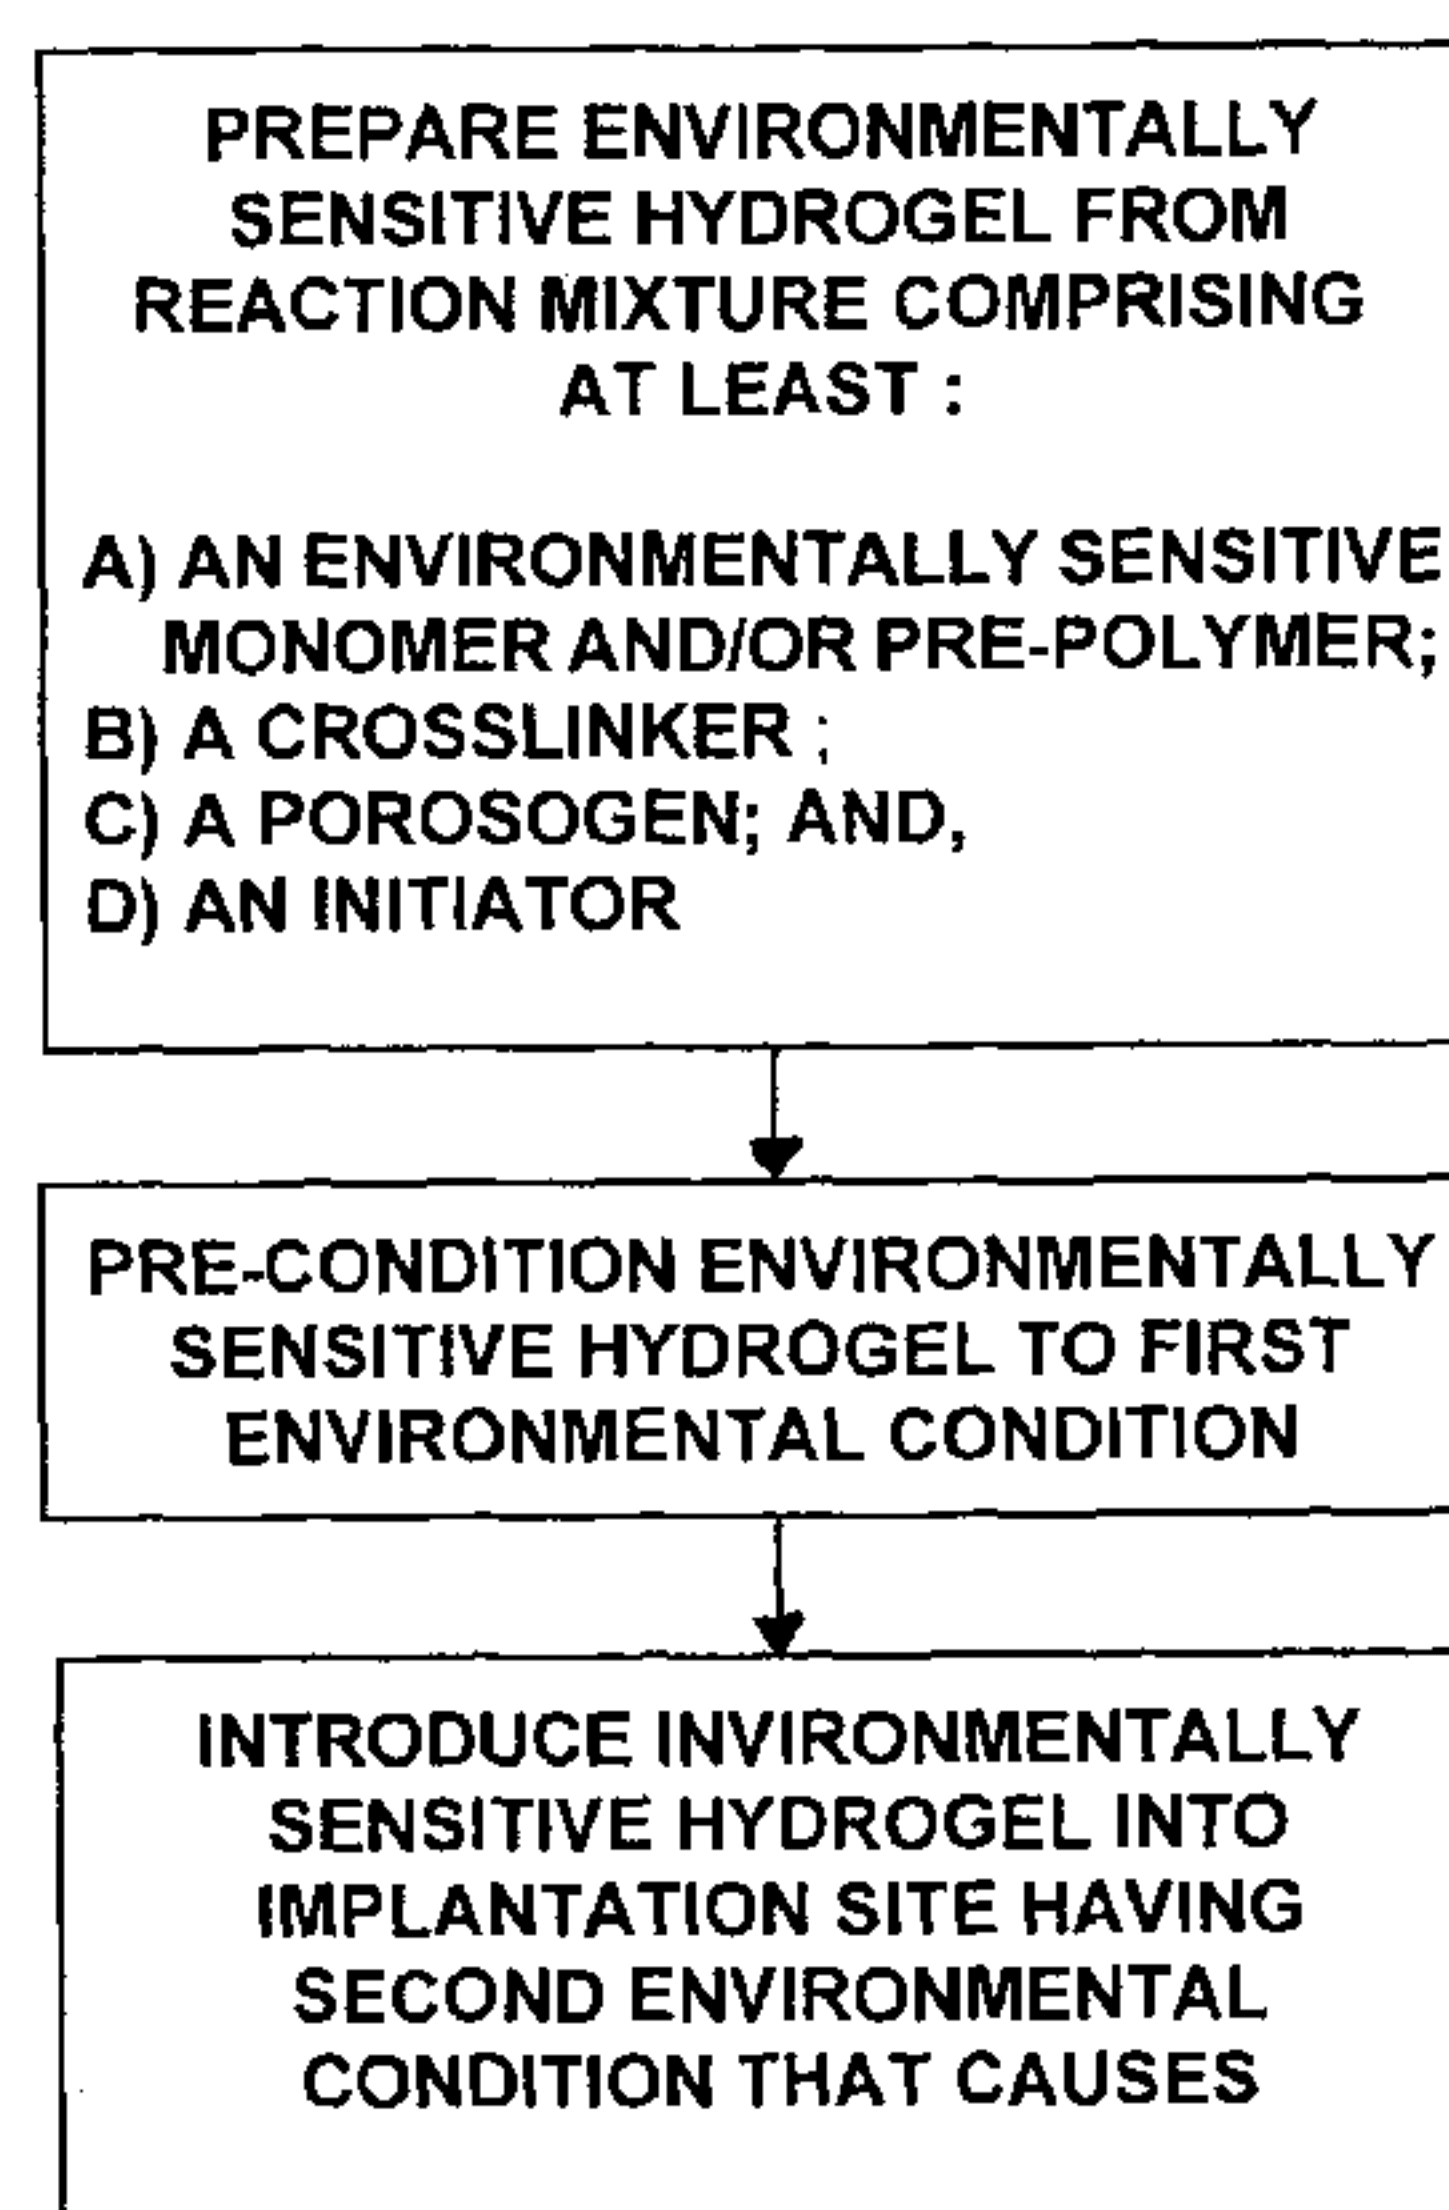 PREPARE ENVIRONMENTALLY
SENSITIVE HYDROGEL FROM
REACTION MIXTURE COMPRISING
AT LEAST :
A) AN ENVIRONMENTALLY SENSITIVE
MONOMER AND/OR PRE-POLYMER;
B) A CROSSLINKER ;
C) A POROSOGEN; AND,
D) AN INITIATOR
PRE-CONDITION ENVIRONMENTALLY
SENSITIVE HYDROGEL TO FIRST
ENVIRONMENTAL CONDITION
INTRODUCE INVIRONMENTALLY
SENSITIVE HYDROGEL INTO
IMPLANTATION SITE HAVING
SECOND ENVIRONMENTAL
CONDITION THAT CAUSES